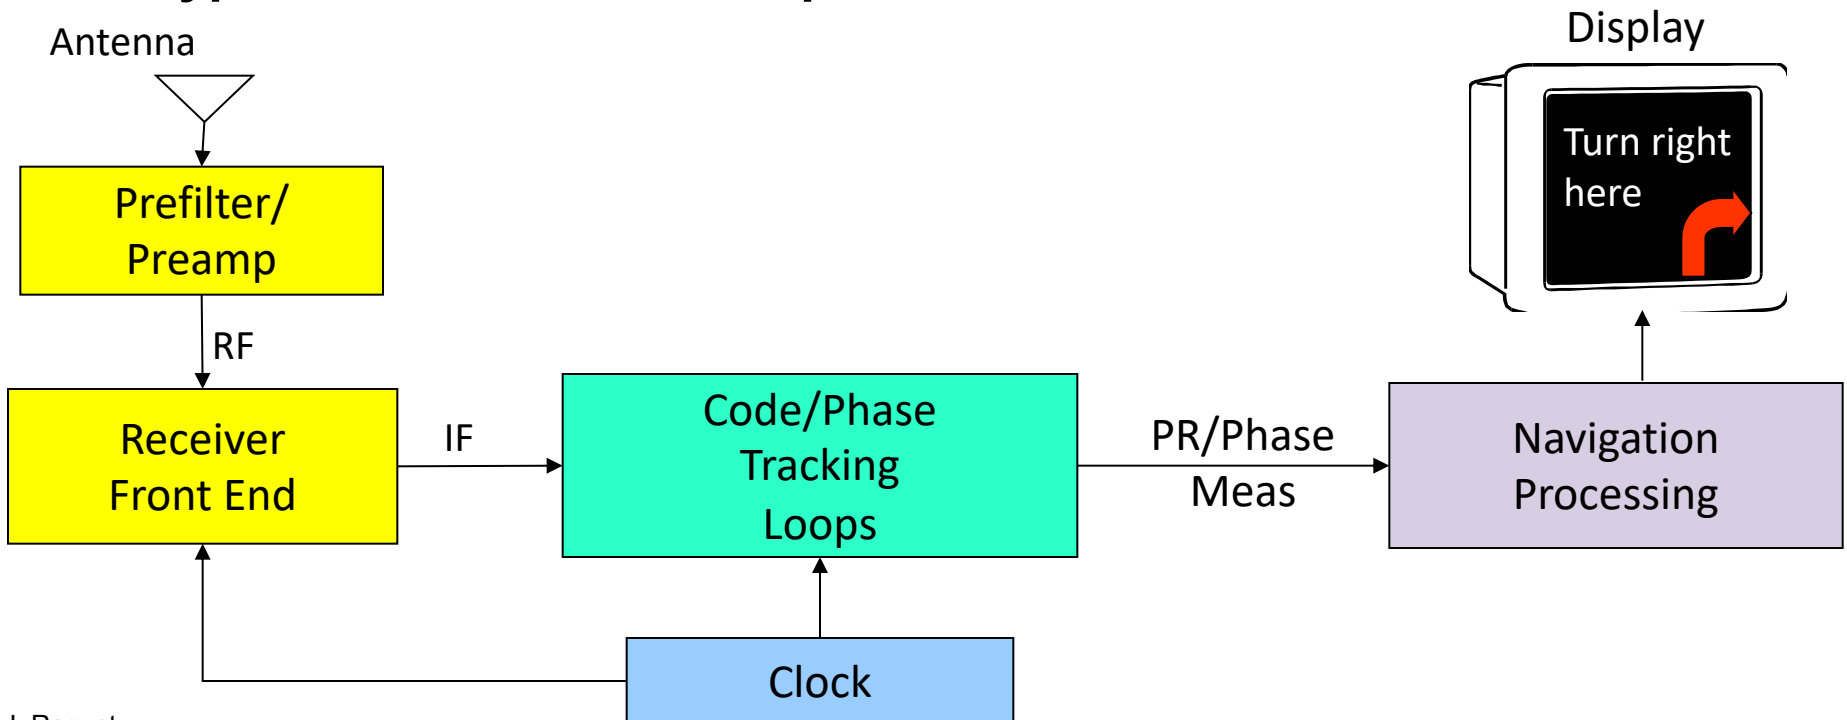 Antenna
Display
Turn right
here
Prefilter/
Preamp
RF
Receiver
Front End
IF
Code/Phase
Tracking
Loops
PR/Phase
Meas
Navigation
Processing
Clock